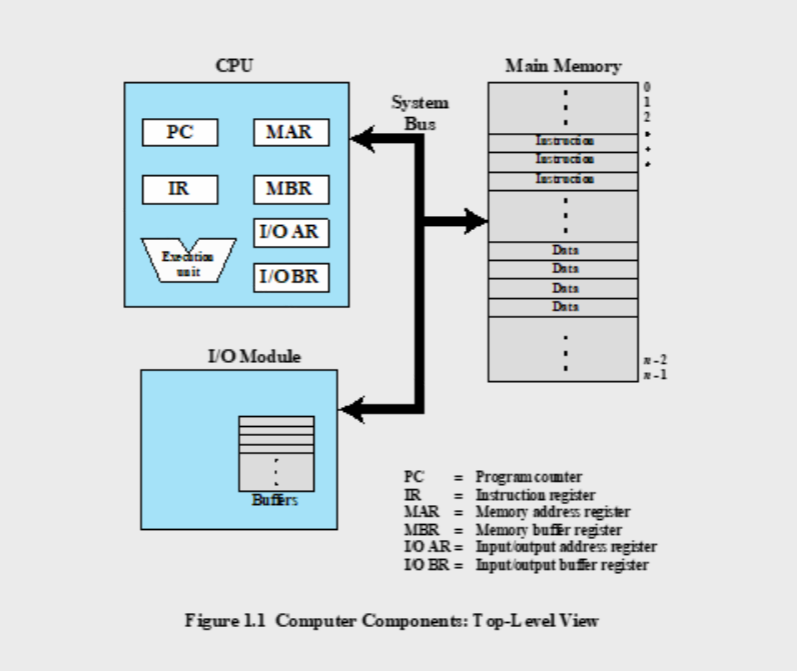 CPU
PC
MAR
IR
MBR
I/O AR
Execution
unit
I/O BR
System
Bus
Main Memory
0
1
2
Instruction
Instruction
Instruction
Data
Data
Data
Data
n-2
n-1
I/O Module
Buffers
PC = Program counter
IR = Instruction register
MAR = Memory address register
MBR = Memory buffer register
I/O AR = Input/output address register
I/O BR = Input/output buffer register
Figure 1.1 Computer Components: Top-Level View